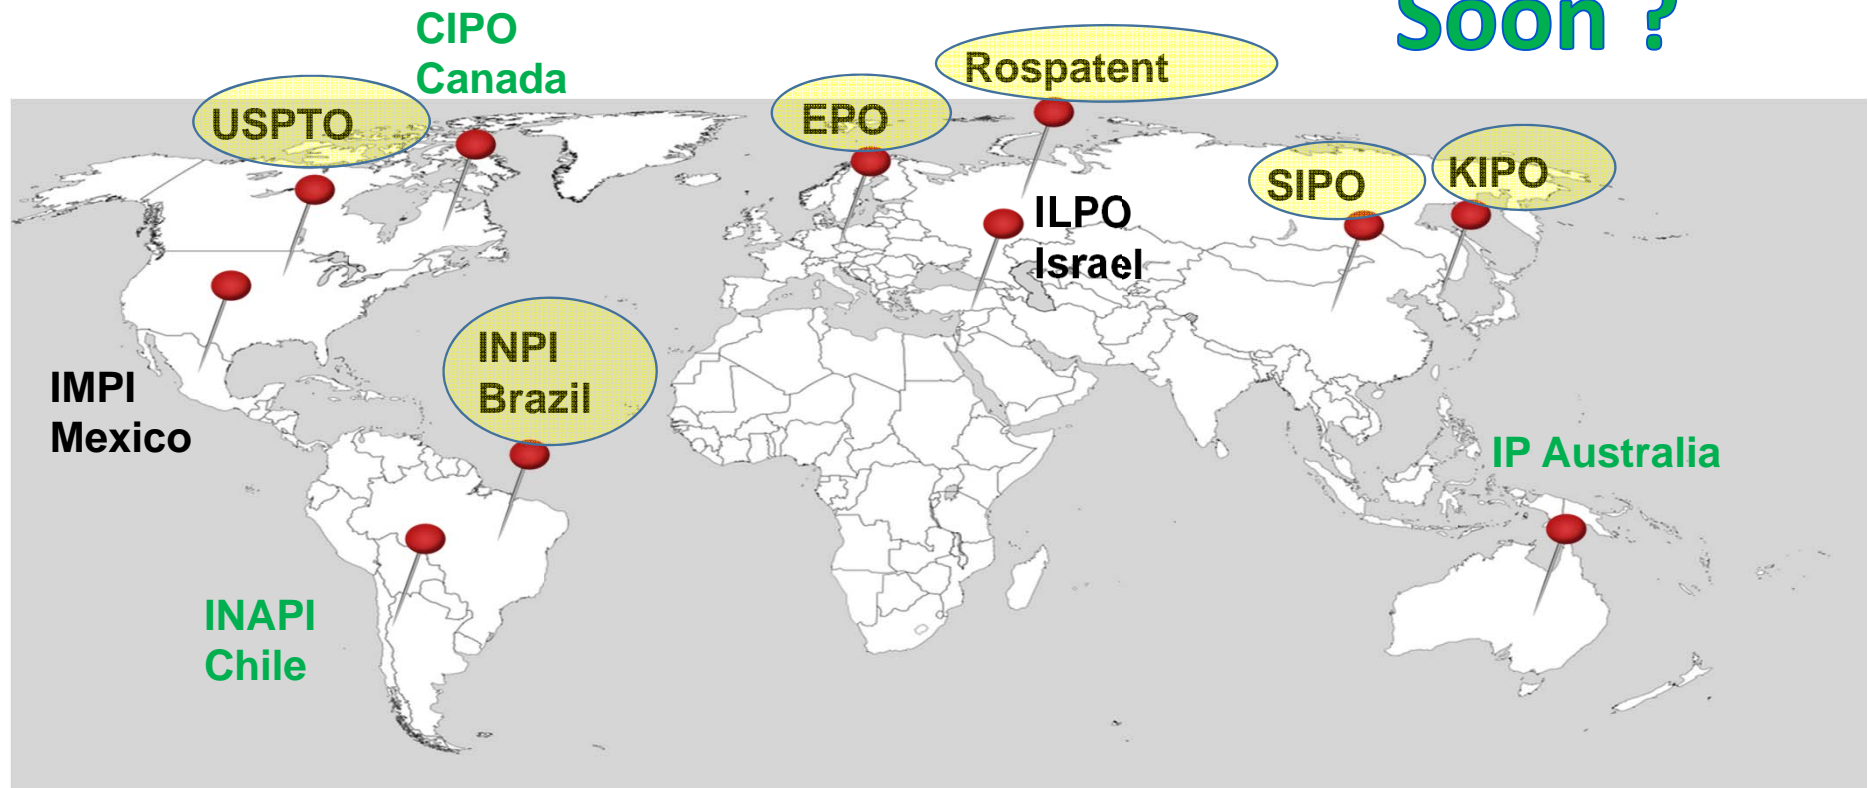 Soon ?
CIPO
Canada
Rospatent
USPTO
EPO
KIPO
SIPO
ILPO
Israel
INPI
Brazil
IMPI
Mexico
IP Australia
INAPI
Chile